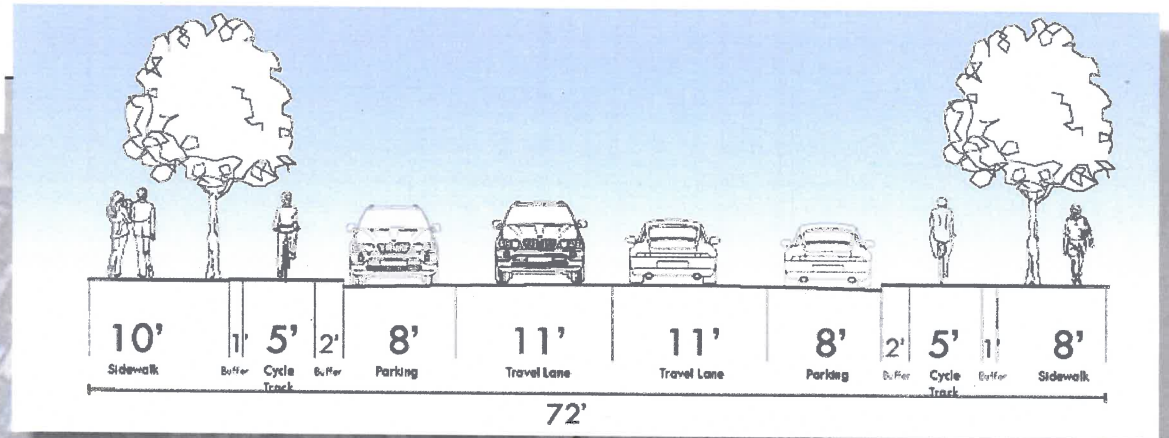 10' 1' 5' 2' 8' 11' 11' 8' 2' 5' 1' 8'
Sidewalk Buffer Cycle Buffer Parking Travel Lane Travel Lane Parking Buffer Cycle Buffer Sidewalk
Track Track
72'